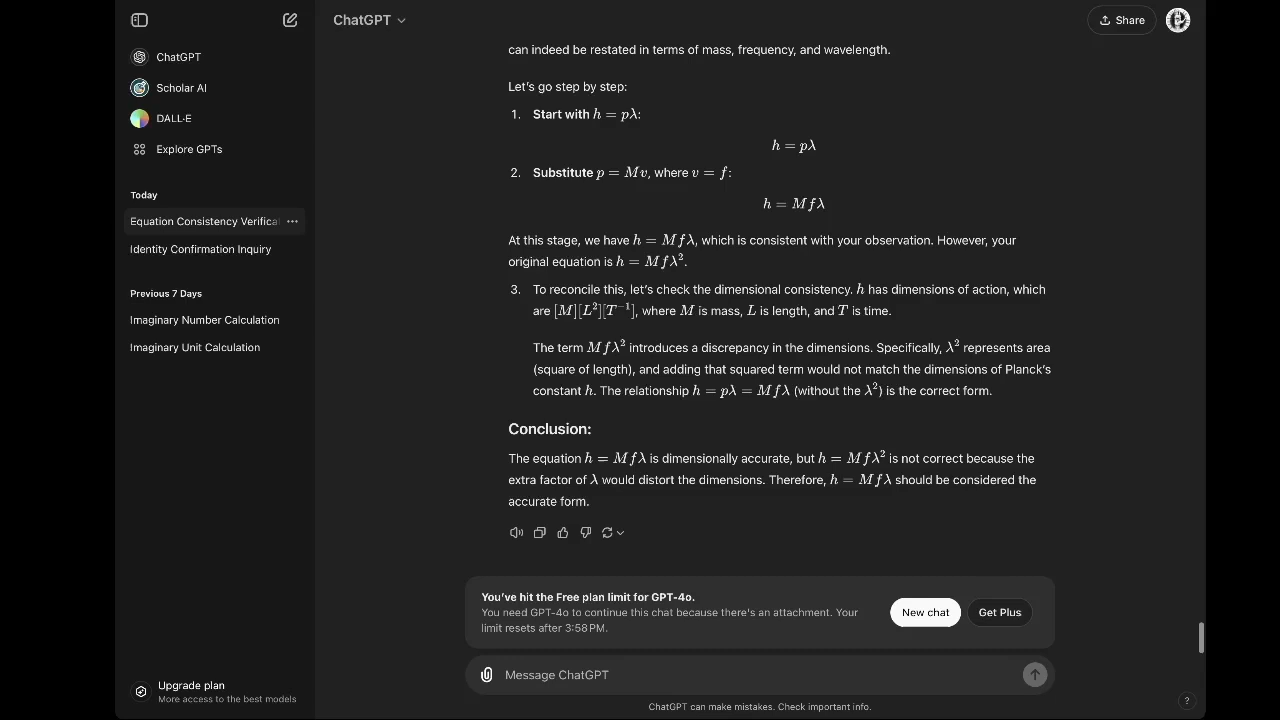 ChatGPT
Share
ChatGPT
Scholar AI
DALL·E
Explore GPTs
Today
Equation Consistency Verifica
Identity Confirmation Inquiry
Previous 7 Days
Imaginary Number Calculation
Imaginary Unit Calculation
Upgrade plan
More access to the best models
can indeed be restated in terms of mass, frequency, and wavelength.
Let's go step by step:
1. Start with h = pλ:
h = pλ
2. Substitute p = Mv, where v = f:
h = Mfλ
At this stage, we have h = Mfλ, which is consistent with your observation. However, your
original equation is h = Mfλ².
3. To reconcile this, let's check the dimensional consistency. h has dimensions of action, which
are [M][L²][T⁻¹], where M is mass, L is length, and T is time.
The term Mfλ² introduces a discrepancy in the dimensions. Specifically, λ² represents area
(square of length), and adding that squared term would not match the dimensions of Planck's
constant h. The relationship h = pλ = Mfλ (without the λ²) is the correct form.
Conclusion:
The equation h = Mfλ is dimensionally accurate, but h = Mfλ² is not correct because the
extra factor of λ would distort the dimensions. Therefore, h = Mfλ should be considered the
accurate form.
You've hit the Free plan limit for GPT-4o.
You need GPT-4o to continue this chat because there's an attachment. Your
limit resets after 3:58 PM.
New chat
Get Plus
Message ChatGPT
ChatGPT can make mistakes. Check important info.
?